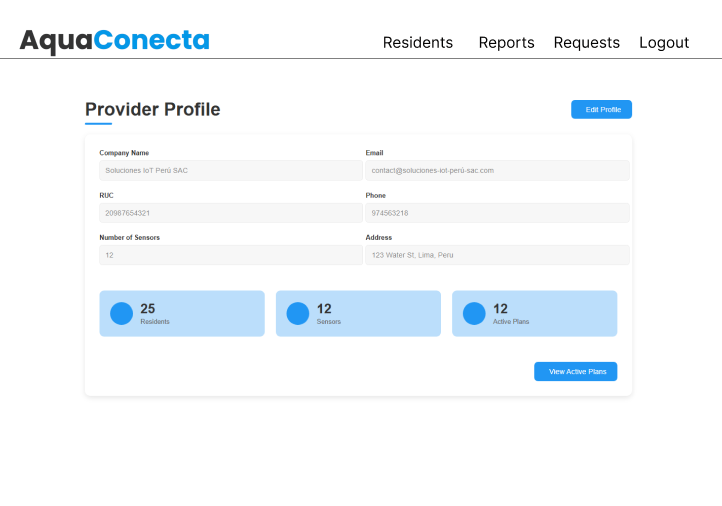 AquaConecta
Residents Reports Requests Logout
Provider Profile
Edit Profile
Company Name
Soluciones IoT Perú SAC
Email
contact@soluciones-iot-perú-sac.com
RUC
20987654321
Phone
974563218
Number of Sensors
12
Address
123 Water St, Lima, Peru
25
Residents
12
Sensors
12
Active Plans
View Active Plans